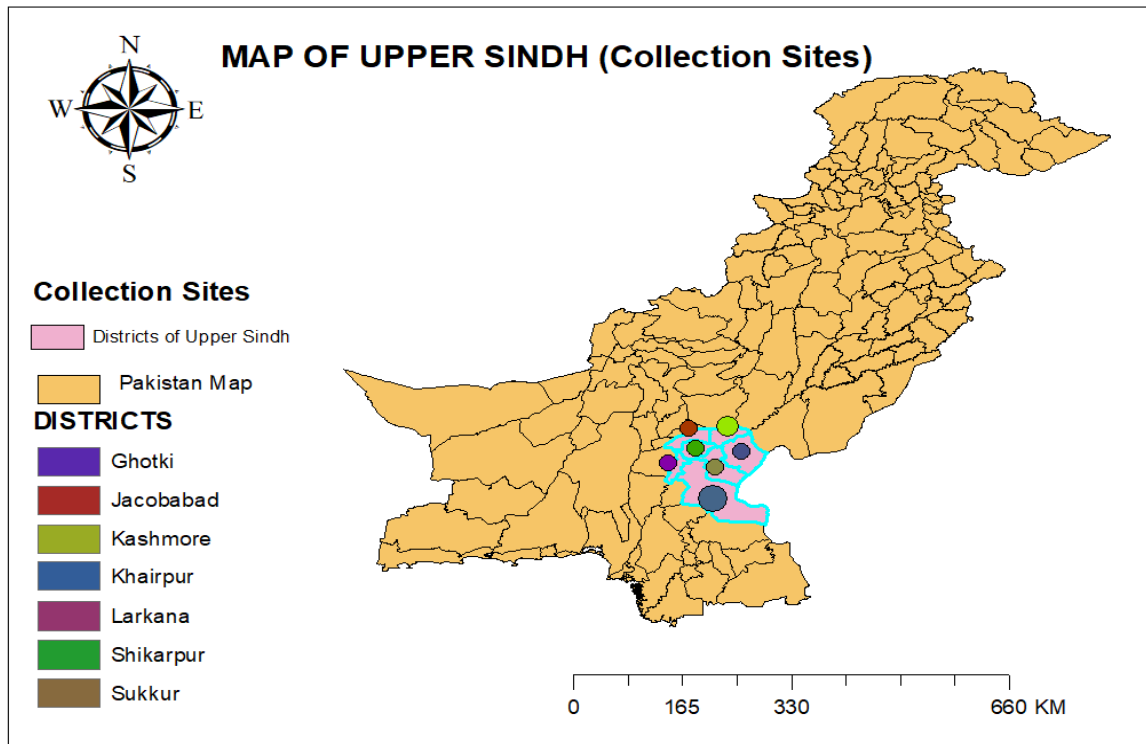 MAP OF UPPER SINDH (Collection Sites)
N
W E
S
Collection Sites
Districts of Upper Sindh
Pakistan Map
DISTRICTS
Ghotki
Jacobabad
Kashmore
Khairpur
Larkana
Shikarpur
Sukkur
0 165 330 660 KM